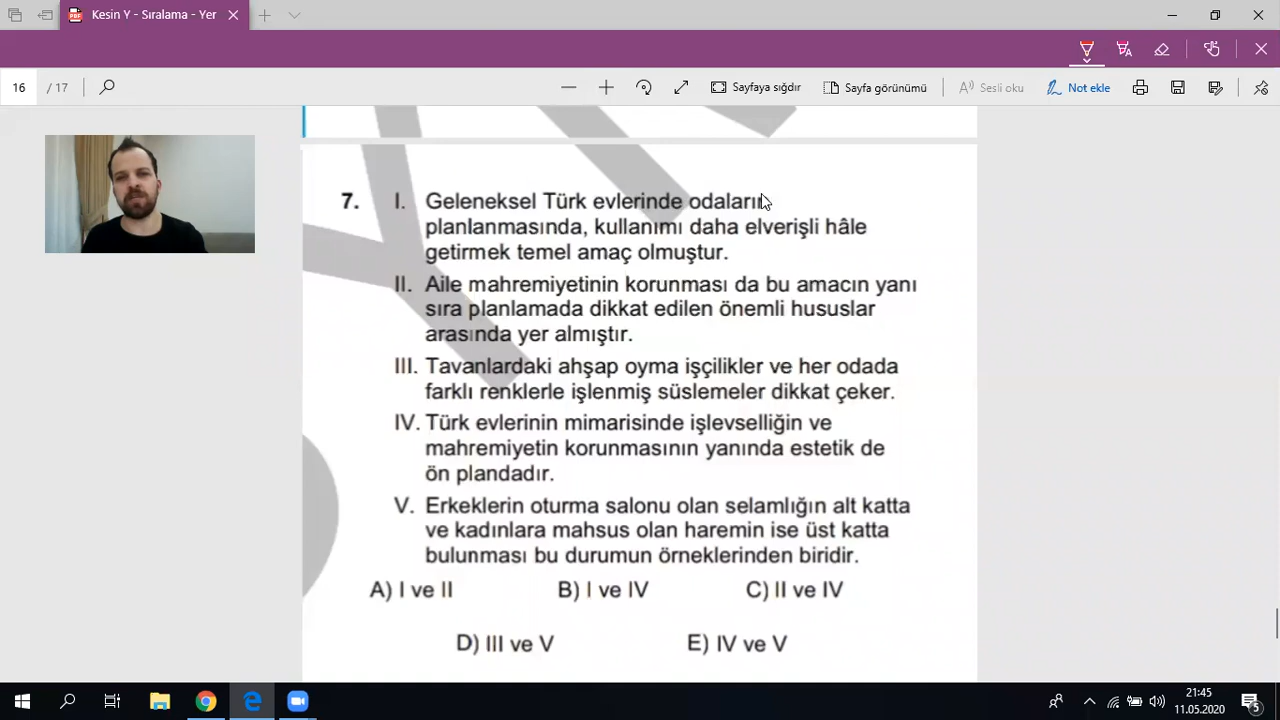 Kesin Y - Sıralama - Yer
16 / 17
Sayfaya sığdır
Sayfa görünümü
Sesli oku
Not ekle
7. I. Geleneksel Türk evlerinde odaların
planlanmasında, kullanımı daha elverişli hâle
getirmek temel amaç olmuştur.
II. Aile mahremiyetinin korunması da bu amacın yanı
sıra planlamada dikkat edilen önemli hususlar
arasında yer almıştır.
III. Tavanlardaki ahşap oyma işçilikler ve her odada
farklı renklerle işlenmiş süslemeler dikkat çeker.
IV. Türk evlerinin mimarisinde işlevselliğin ve
mahremiyetin korunmasının yanında estetik de
ön plandadır.
V. Erkeklerin oturma salonu olan selamlığın alt katta
ve kadınlara mahsus olan haremin ise üst katta
bulunması bu durumun örneklerinden biridir.
A) I ve II B) I ve IV C) II ve IV
D) III ve V E) IV ve V
21:45
11.05.2020
5